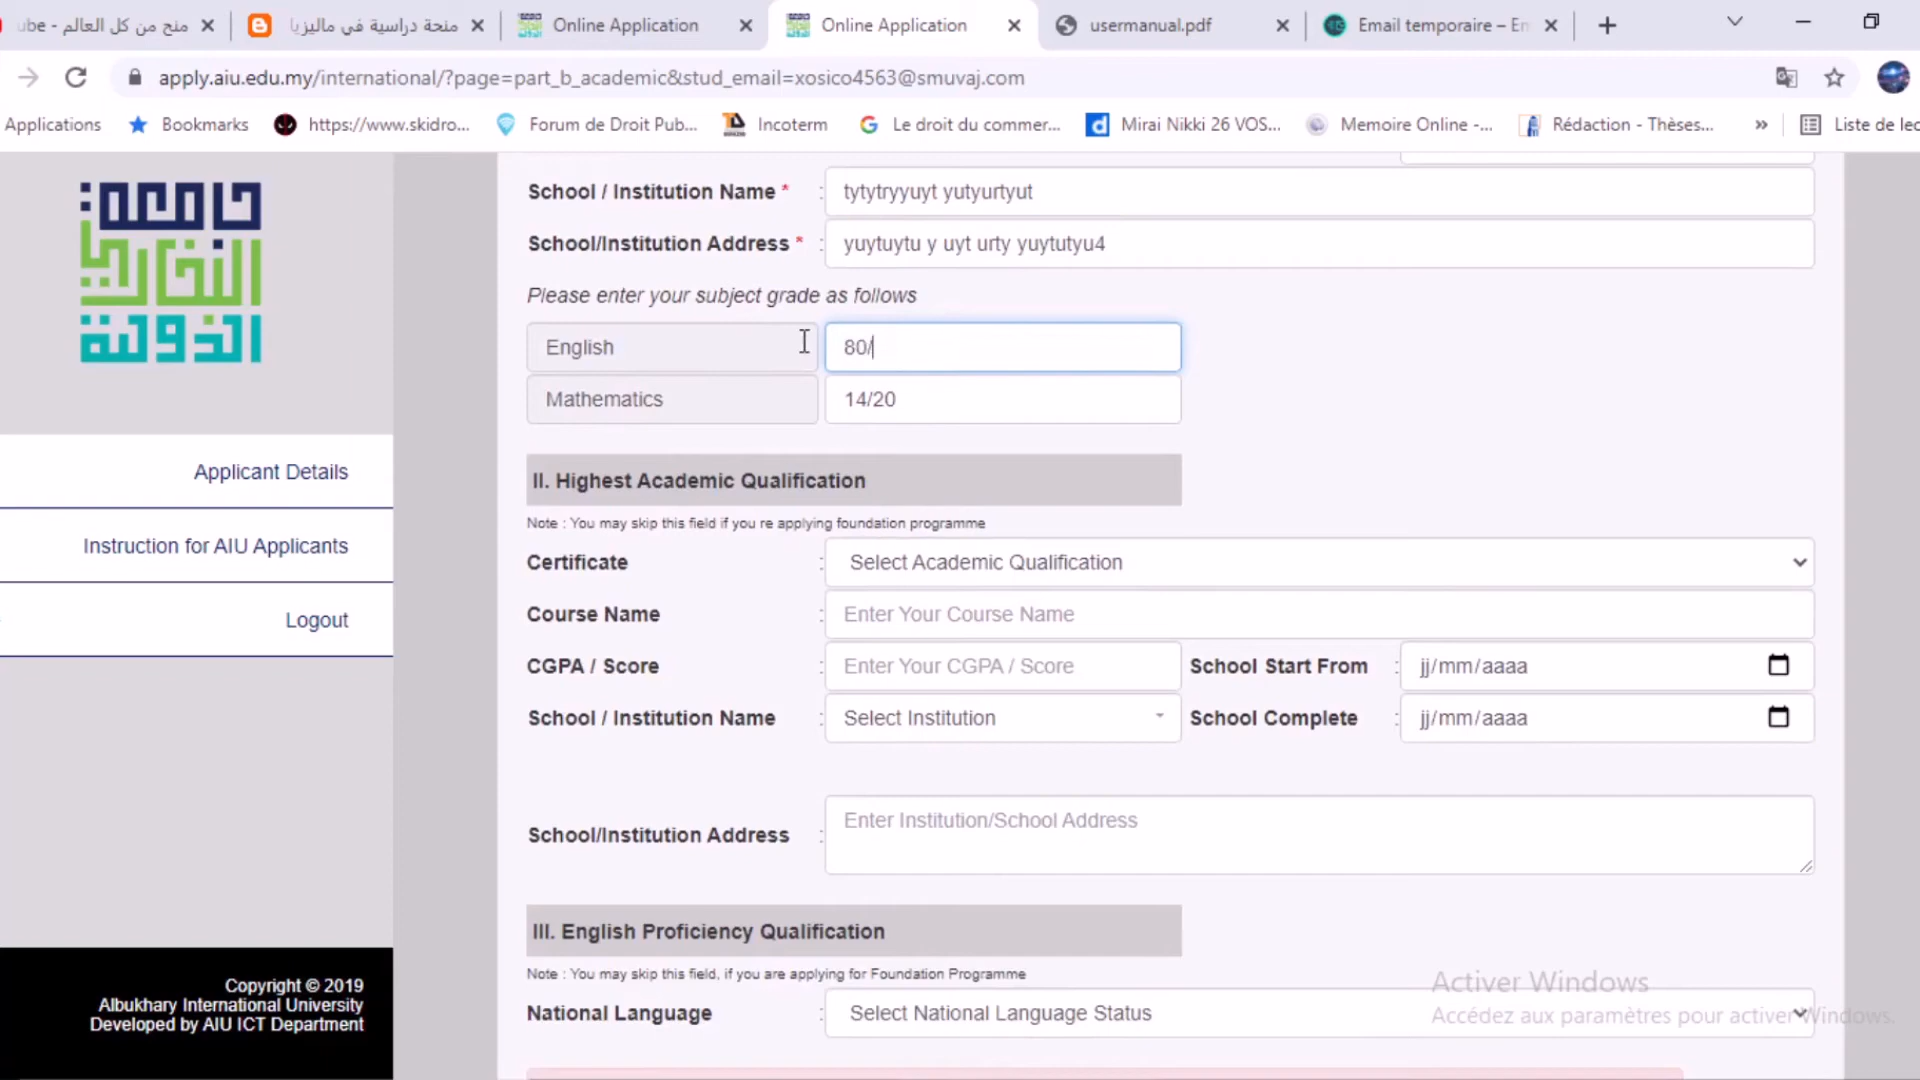 ube - منح من كل العالم
منحة دراسية في ماليزيا
Online Application
Online Application
usermanual.pdf
Email temporaire – En
apply.aiu.edu.my/international/?page=part_b_academic&stud_email=xosico4563@smuvaj.com
Applications
Bookmarks
https://www.skidro...
Forum de Droit Pub...
Incoterm
Le droit du commer...
Mirai Nikki 26 VOS...
Memoire Online -...
Rédaction - Thèses...
»
Liste de lec
جامعة
البخاري
الدولية
School / Institution Name * : tytytryyuyt yutyurtyut
School/Institution Address * : yuytuytu y uyt urty yuytutyu4
Please enter your subject grade as follows
English 80/
Mathematics 14/20
Applicant Details
Instruction for AIU Applicants
Logout
II. Highest Academic Qualification
Note : You may skip this field if you re applying foundation programme
Certificate : Select Academic Qualification
Course Name : Enter Your Course Name
CGPA / Score : Enter Your CGPA / Score School Start From : jj/mm/aaaa
School / Institution Name : Select Institution School Complete : jj/mm/aaaa
School/Institution Address : Enter Institution/School Address
III. English Proficiency Qualification
Note : You may skip this field, if you are applying for Foundation Programme
National Language : Select National Language Status
Activer Windows
Accédez aux paramètres pour activer Windows.
Copyright © 2019
Albukhary International University
Developed by AIU ICT Department